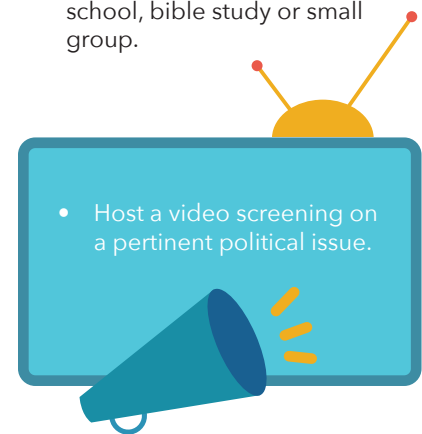 school, bible study or small
group.
• Host a video screening on
a pertinent political issue.